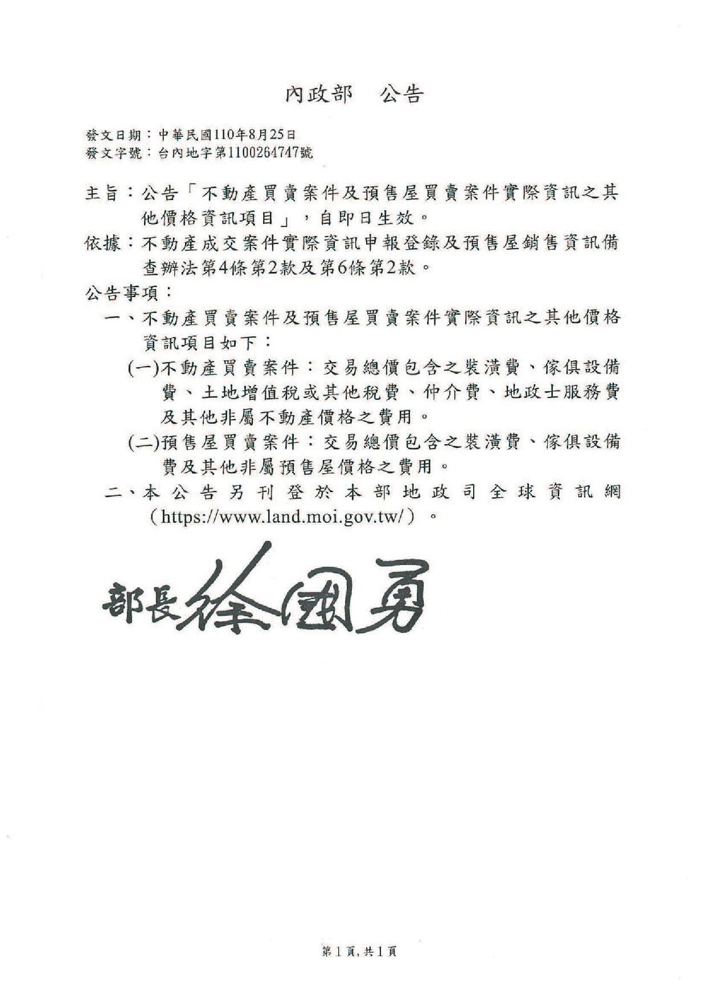 內政部 公告
發文日期：中華民國110年8月25日
發文字號：台內地字第1100264747號
主旨：公告「不動產買賣案件及預售屋買賣案件實際資訊之其
他價格資訊項目」，自即日生效。
依據：不動產成交案件實際資訊申報登錄及預售屋銷售資訊備
查辦法第4條第2款及第6條第2款。
公告事項：
一、不動產買賣案件及預售屋買賣案件實際資訊之其他價格
資訊項目如下：
(一)不動產買賣案件：交易總價包含之裝潢費、傢俱設備
費、土地增值稅或其他稅費、仲介費、地政士服務費
及其他非屬不動產價格之費用。
(二)預售屋買賣案件：交易總價包含之裝潢費、傢俱設備
費及其他非屬預售屋價格之費用。
二、本公告另刊登於本部地政司全球資訊網
（https://www.land.moi.gov.tw/）。
部長徐國勇
第1頁,共1頁